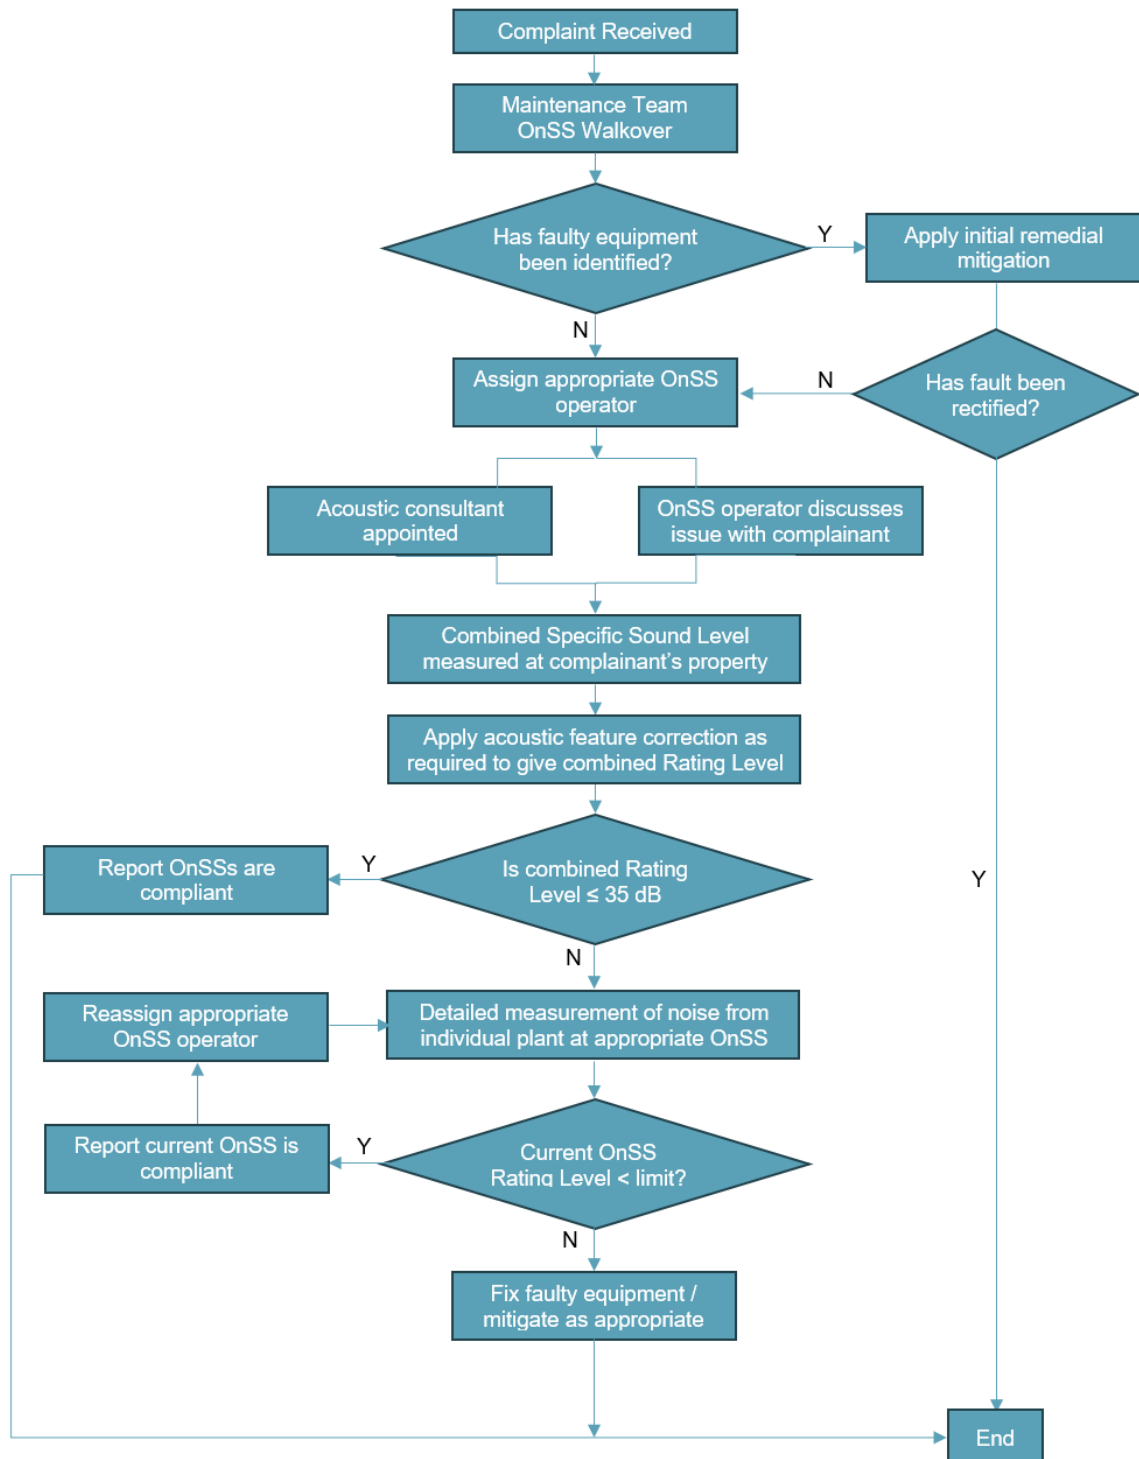 Complaint Received
Maintenance Team
OnSS Walkover
Has faulty equipment
been identified?
Y
Apply initial remedial
mitigation
N
Assign appropriate OnSS
operator
N
Has fault been
rectified?
Acoustic consultant
appointed
OnSS operator discusses
issue with complainant
Combined Specific Sound Level
measured at complainant’s property
Apply acoustic feature correction as
required to give combined Rating Level
Report OnSSs are
compliant
Y
Is combined Rating
Level ≤ 35 dB
Y
N
Reassign appropriate
OnSS operator
Detailed measurement of noise from
individual plant at appropriate OnSS
Report current OnSS is
compliant
Y
Current OnSS
Rating Level < limit?
N
Fix faulty equipment /
mitigate as appropriate
End